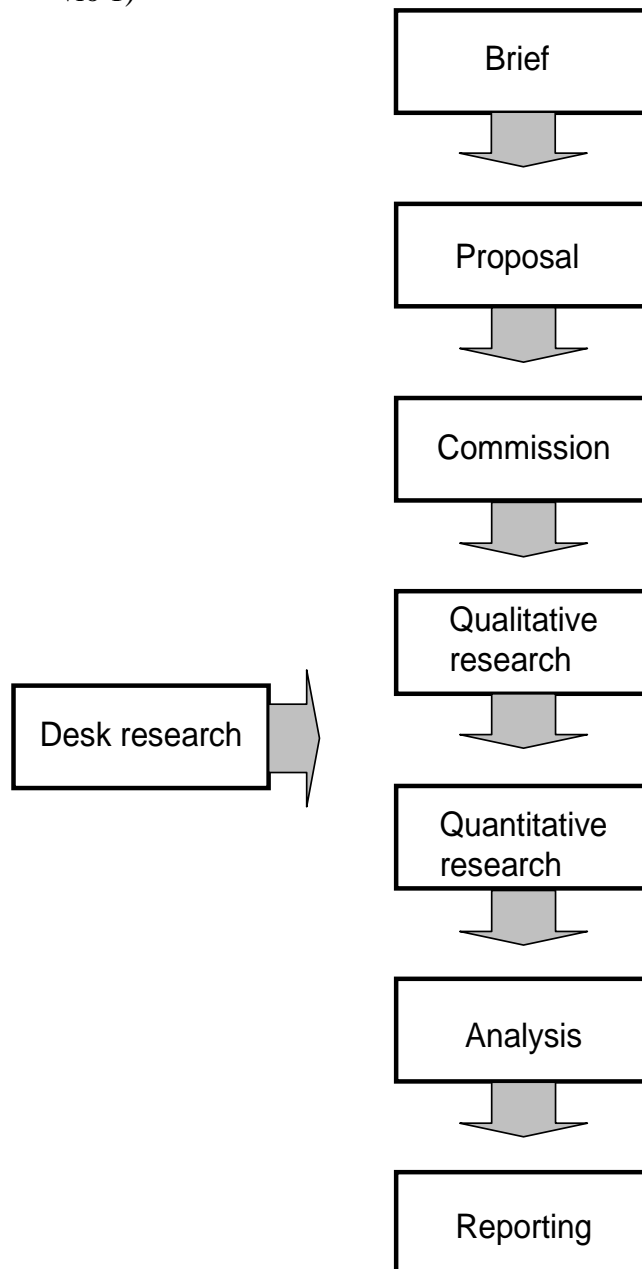 Brief
Proposal
Commission
Qualitative
research
Desk research
Quantitative
research
Analysis
Reporting